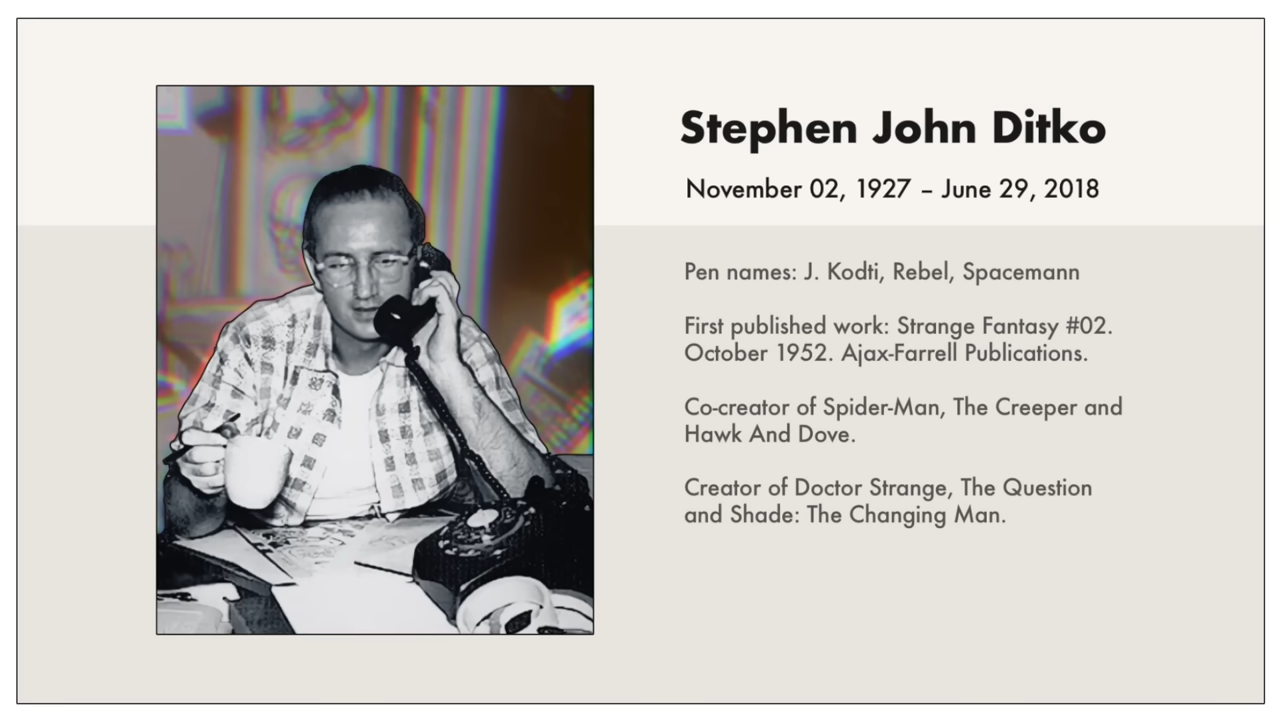 Stephen John Ditko
November 02, 1927 – June 29, 2018
Pen names: J. Kodti, Rebel, Spacemann
First published work: Strange Fantasy #02.
October 1952. Ajax-Farrell Publications.
Co-creator of Spider-Man, The Creeper and
Hawk And Dove.
Creator of Doctor Strange, The Question
and Shade: The Changing Man.